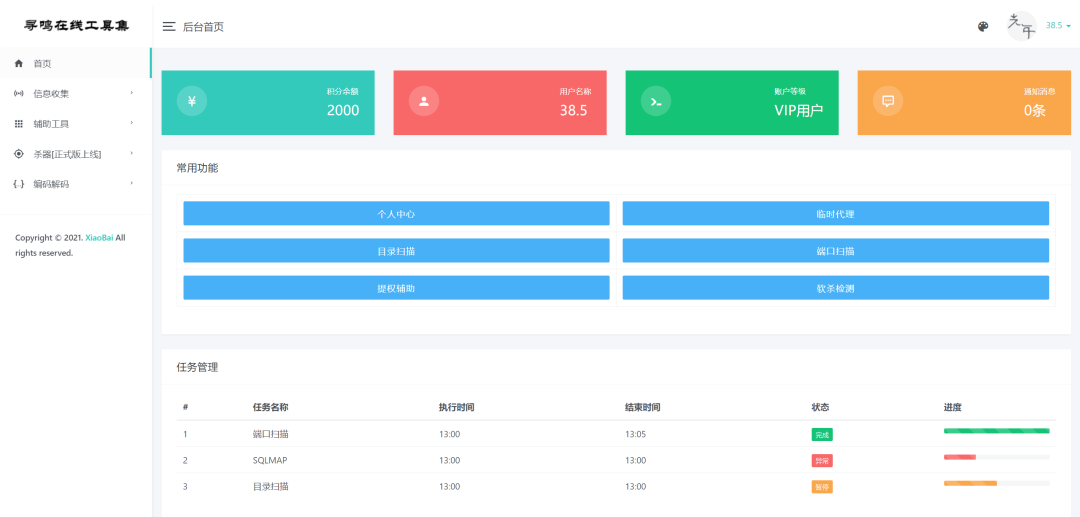 寻鸣在线工具集
后台首页
38.5
首页
信息收集
辅助工具
杀器[正式版上线]
编码解码
Copyright © 2021. XiaoBai All
rights reserved.
积分余额
2000
用户名称
38.5
账户等级
VIP用户
通知消息
0条
常用功能
个人中心 临时代理
目录扫描 端口扫描
提权辅助 软杀检测
任务管理
# 任务名称 执行时间 结束时间 状态 进度
1 端口扫描 13:00 13:05 完成
2 SQLMAP 13:00 13:00 异常
3 目录扫描 13:00 13:00 暂停